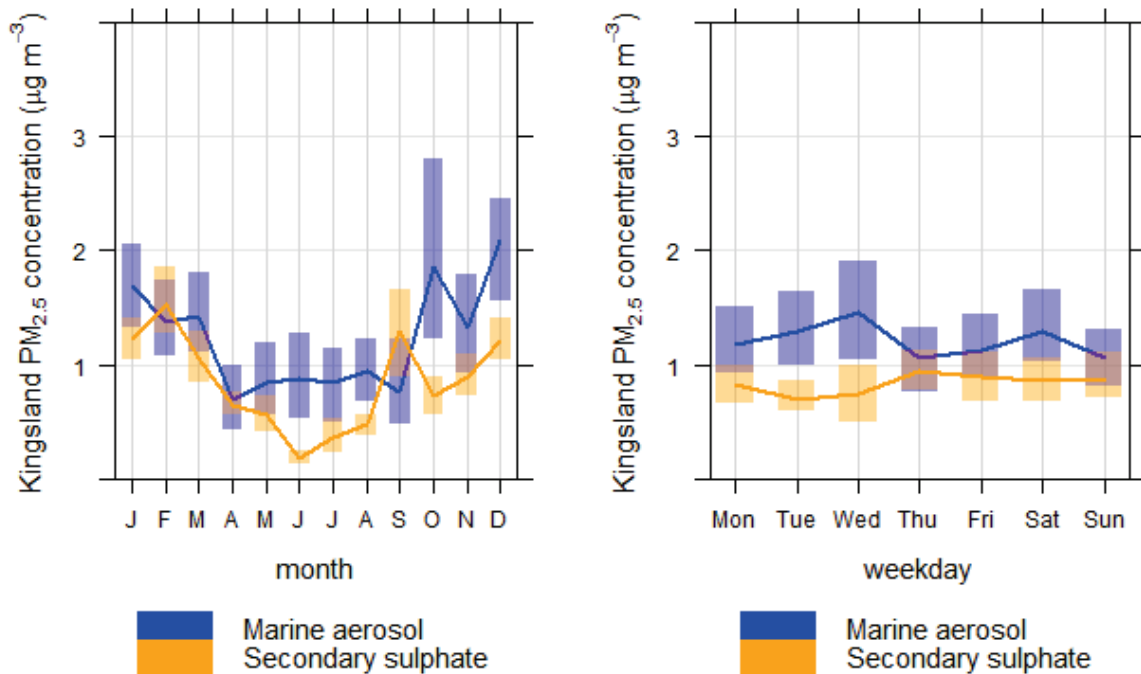 Kingsland PM2.5 concentration (μg m−3)
3
2
1
J F M A M J J A S O N D
month
Marine aerosol
Secondary sulphate
Kingsland PM2.5 concentration (μg m−3)
3
2
1
Mon Tue Wed Thu Fri Sat Sun
weekday
Marine aerosol
Secondary sulphate